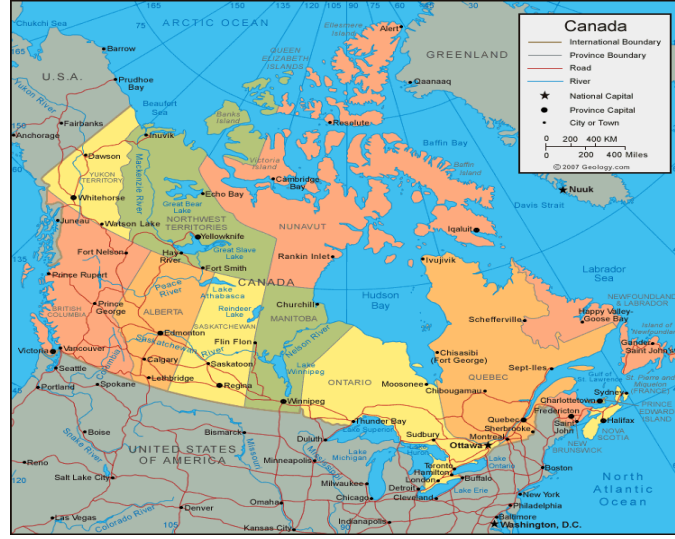 Chukchi Sea
75
ARCTIC OCEAN
75
Ellesmere
Island
Alert
GREENLAND
Canada
International Boundary
Province Boundary
Road
River
National Capital
Province Capital
City or Town
0 200 400 KM
0 200 400 Miles
© 2007 Geology.com
Barrow
U.S.A.
Prudhoe
Bay
QUEEN
ELIZABETH
ISLANDS
Qaanaaq
Yukon River
Beaufort
Sea
Fairbanks
Anchorage
Inuvik
Banks
Island
Resolute
Baffin Bay
Dawson
YUKON
TERRITORY
Mackenzie River
Victoria
Island
Baffin
Island
Nuuk
Whitehorse
Echo Bay
Cambridge
Bay
Davis Strait
Juneau
Watson Lake
Great Bear
Lake
NORTHWEST
TERRITORIES
Yellowknife
NUNAVUT
Iqaluit
Fort Nelson
Hay
River
Great Slave
Lake
Rankin Inlet
Ivujivik
135
Prince Rupert
Fort Smith
CANADA
Labrador
Sea
Peace
River
Lake
Athabasca
Hudson
Bay
Prince
George
BRITISH
COLUMBIA
ALBERTA
Reindeer
Lake
Churchill
MANITOBA
Schefferville
NEWFOUNDLAND
& LABRADOR
Happy Valley-
Goose Bay
Edmonton
SASKATCHEWAN
Nelson River
Island of
Newfoundland
Gander
Saint John's
Victoria
Vancouver
Saskatchewan
River
Flin Flon
Chisasibi
(Fort George)
Calgary
Saskatoon
Lake
Winnipeg
Sept-Iles
Gulf of
St. Lawrence
St. Pierre and
Miquelon
(FRANCE)
Seattle
Columbia
Lethbridge
Regina
ONTARIO
Moosonee
QUEBEC
Chibougamau
45
Portland
Spokane
Winnipeg
Charlottetown
Sydney
PRINCE
EDWARD
ISLAND
Fredericton
Quebec
Sherbrooke
Saint
John
Halifax
NOVA
SCOTIA
NEW
BRUNSWICK
Thunder Bay
Lake Superior
Sudbury
Ottawa
Montreal
Boise
Snake River
Bismarck
Duluth
UNITED STATES
OF AMERICA
Missouri
Minneapolis
Mississippi
Lake
Michigan
Lake
Huron
Toronto
Hamilton
London
Lake
Ontario
Boston
Reno
Salt Lake City
Milwaukee
Chicago
Detroit
Buffalo
Lake Erie
Cleveland
120
New York
Philadelphia
North
Atlantic
Ocean
Las Vegas
Colorado River
105
Denver
Omaha
Kansas City
Indianapolis
90
Baltimore
Washington, D.C.